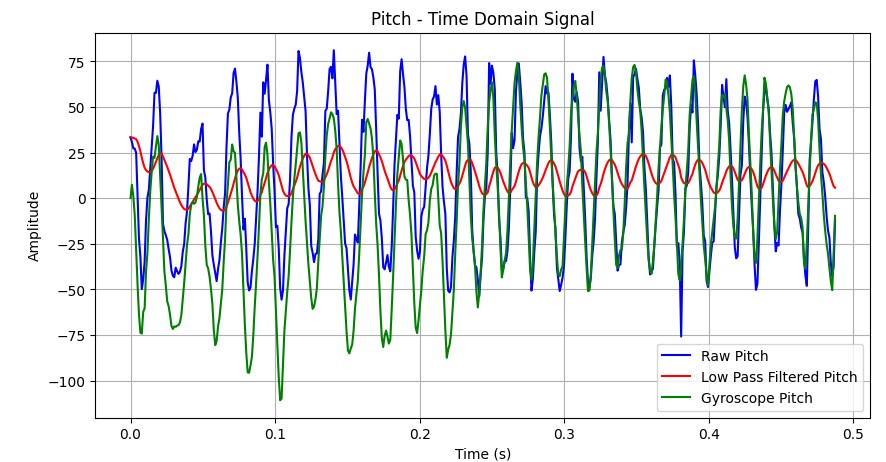 Pitch - Time Domain Signal
75
50
25
0
−25
−50
−75
−100
Amplitude
0.0 0.1 0.2 0.3 0.4 0.5
Time (s)
Raw Pitch
Low Pass Filtered Pitch
Gyroscope Pitch